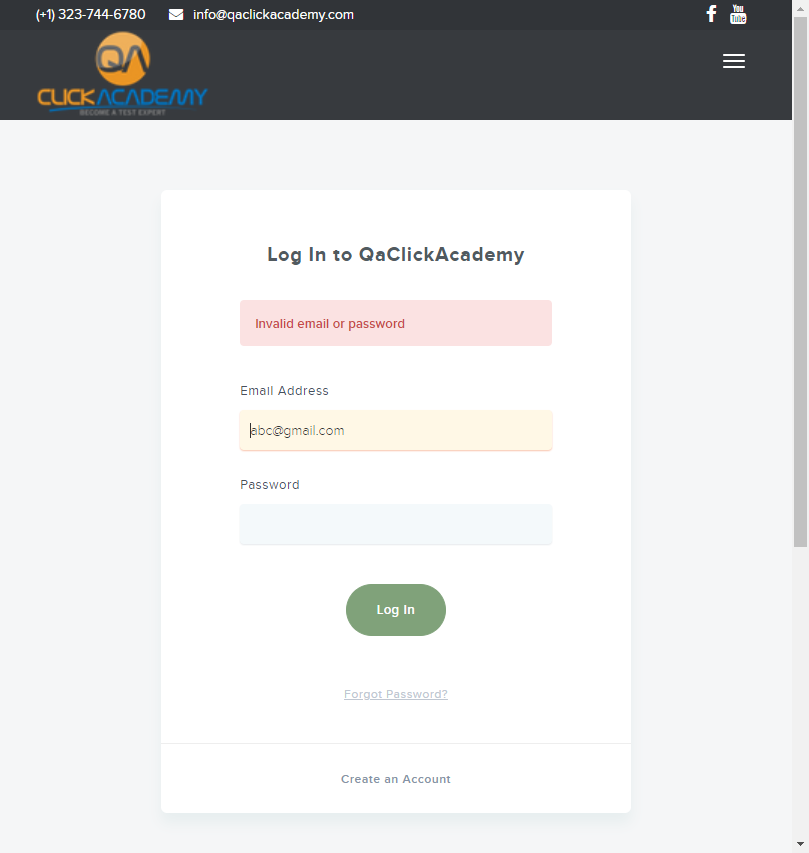 (+1) 323-744-6780 info@qaclickacademy.com
You
Tube
QA
CLICKACADEMY
BECOME A TEST EXPERT
Log In to QaClickAcademy
Invalid email or password
Email Address
abc@gmail.com
Password
Log In
Forgot Password?
Create an Account